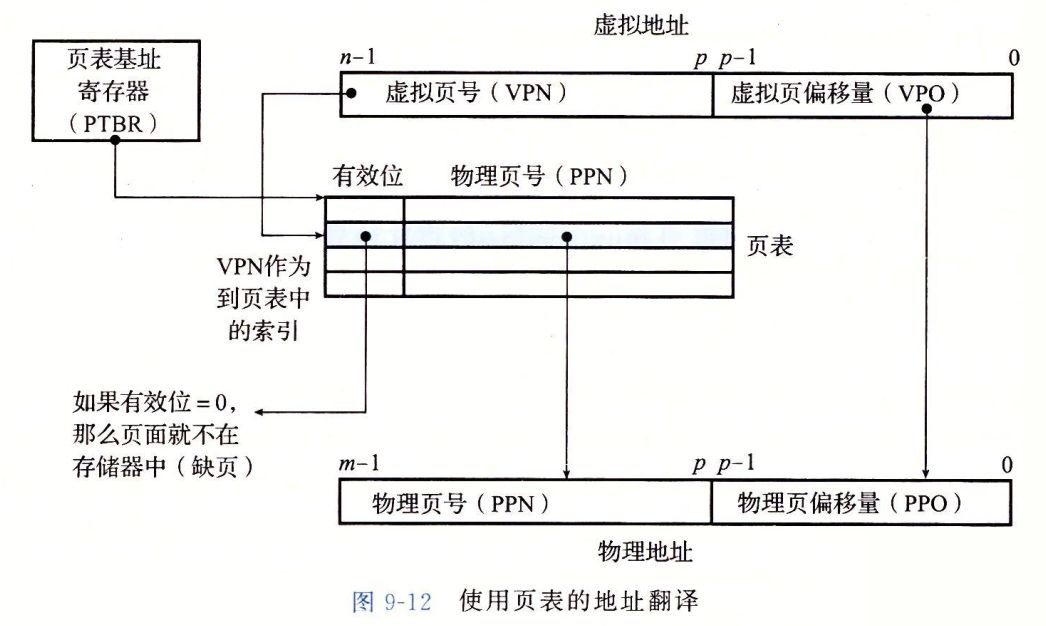 虚拟地址
页表基址
寄存器
（PTBR）
n-1
p p-1
0
虚拟页号（VPN）
虚拟页偏移量（VPO）
有效位
物理页号（PPN）
页表
VPN作为
到页表中
的索引
如果有效位=0，
那么页面就不在
存储器中（缺页）
m-1
p p-1
0
物理页号（PPN）
物理页偏移量（PPO）
物理地址
图 9-12 使用页表的地址翻译